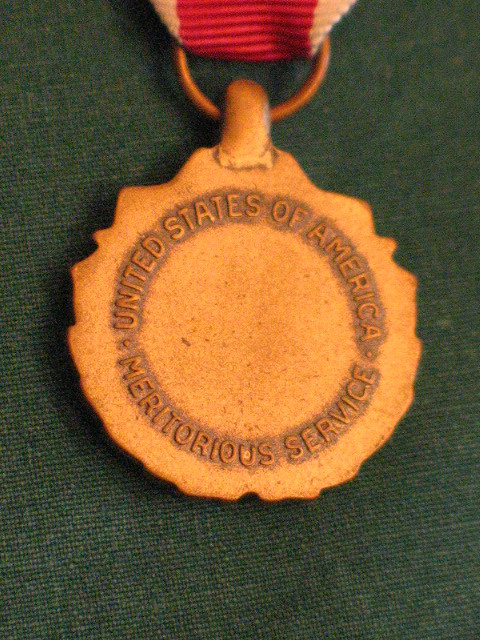 UNITED STATES OF AMERICA
MERITORIOUS SERVICE